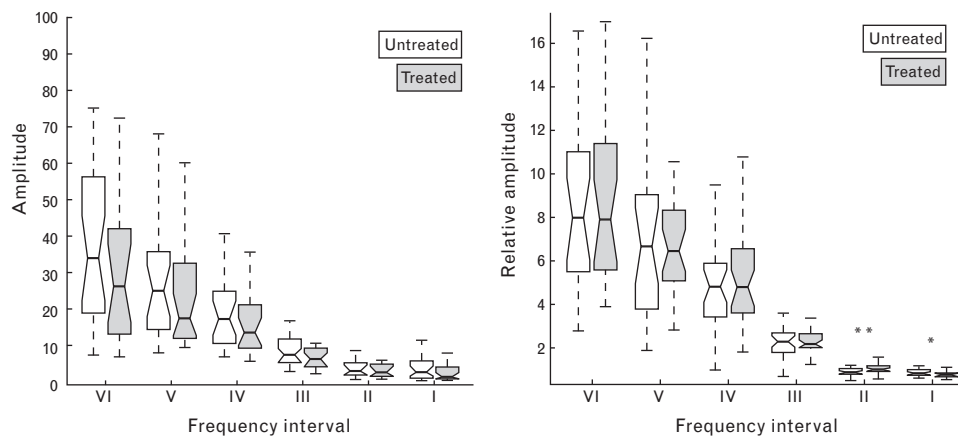 100
90
80
70
60
50
40
30
20
10
0
Amplitude
Untreated
Treated
VI V IV III II I
Frequency interval
16
14
12
10
8
6
4
2
Relative amplitude
Untreated
Treated
* *
*
VI V IV III II I
Frequency interval